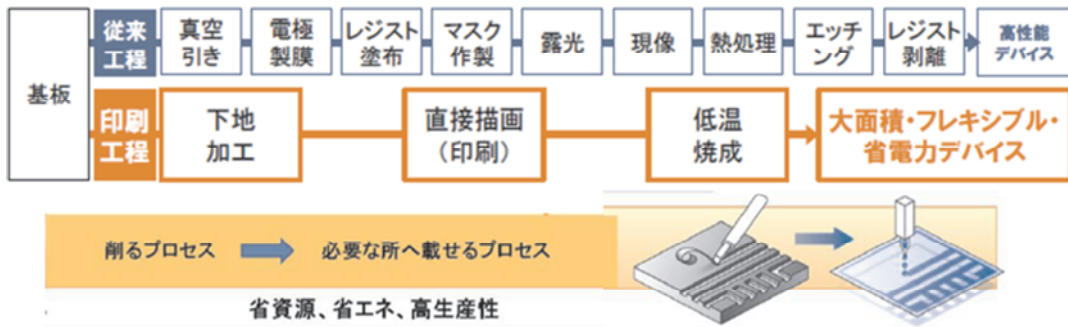 基板
従来
工程
真空
引き
電極
製膜
レジスト
塗布
マスク
作製
露光
現像
熱処理
エッチ
ング
レジスト
剥離
高性能
デバイス
印刷
工程
下地
加工
直接描画
（印刷）
低温
焼成
大面積・フレキシブル・
省電力デバイス
削るプロセス
必要な所へ載せるプロセス
省資源、省エネ、高生産性